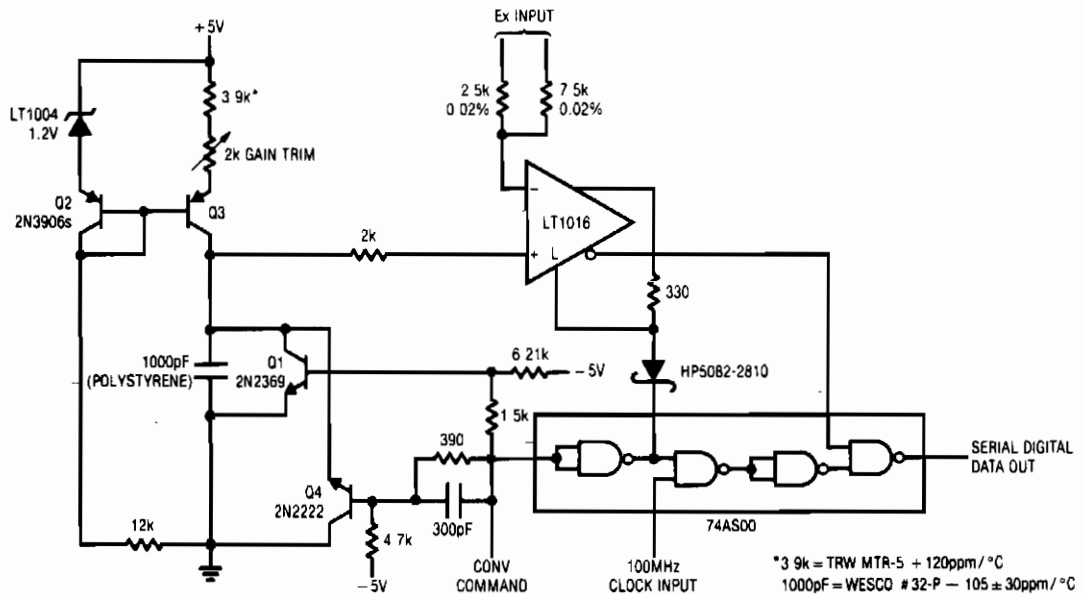 Ex INPUT
+5V
3 9k*
2 5k
0.02%
7 5k
0.02%
LT1004
1.2V
2k GAIN TRIM
Q2
2N3906s
Q3
−
LT1016
+
L
2k
330
1000pF
(POLYSTYRENE)
Q1
2N2369
6 21k
−5V
HP5082-2810
1 5k
390
SERIAL DIGITAL
DATA OUT
Q4
2N2222
300pF
74AS00
12k
4 7k
−5V
CONV
COMMAND
100MHz
CLOCK INPUT
*3 9k = TRW MTR-5 + 120ppm/°C
1000pF = WESCO #32-P − 105 ± 30ppm/°C